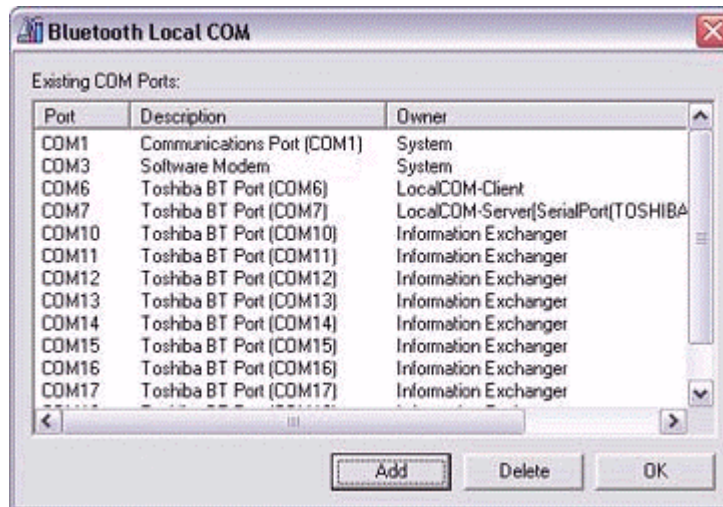 Bluetooth Local COM
Existing COM Ports:
Port Description Owner
COM1 Communications Port (COM1) System
COM3 Software Modem System
COM6 Toshiba BT Port (COM6) LocalCOM-Client
COM7 Toshiba BT Port (COM7) LocalCOM-Server(SerialPort(TOSHIBA
COM10 Toshiba BT Port (COM10) Information Exchanger
COM11 Toshiba BT Port (COM11) Information Exchanger
COM12 Toshiba BT Port (COM12) Information Exchanger
COM13 Toshiba BT Port (COM13) Information Exchanger
COM14 Toshiba BT Port (COM14) Information Exchanger
COM15 Toshiba BT Port (COM15) Information Exchanger
COM16 Toshiba BT Port (COM16) Information Exchanger
COM17 Toshiba BT Port (COM17) Information Exchanger
Add Delete OK